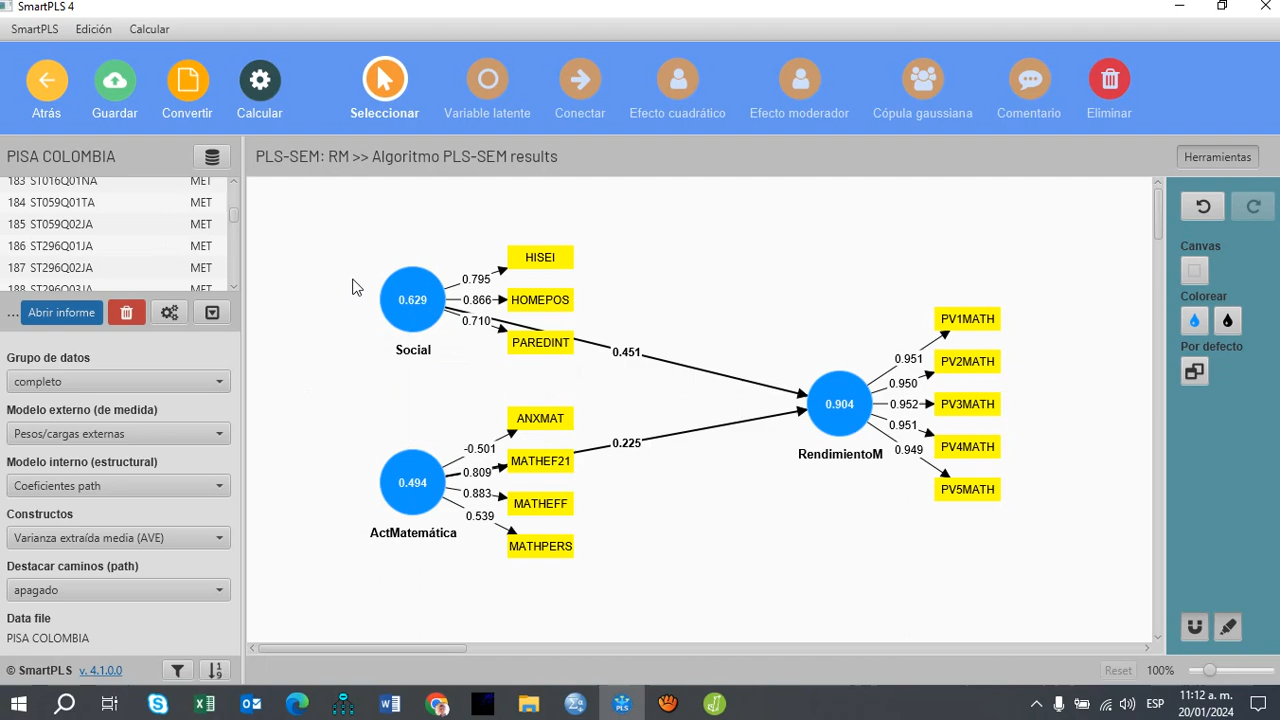 SmartPLS 4
SmartPLS Edición Calcular
Atrás Guardar Convertir Calcular Seleccionar Variable latente Conectar Efecto cuadrático Efecto moderador Cópula gaussiana Comentario Eliminar
PISA COLOMBIA
183 ST016Q01NA MET
184 ST059Q01TA MET
185 ST059Q02JA MET
186 ST296Q01JA MET
187 ST296Q02JA MET
188 ST296Q03JA MET
... Abrir informe
Grupo de datos
completo
Modelo externo (de medida)
Pesos/cargas externas
Modelo interno (estructural)
Coeficientes path
Constructos
Varianza extraída media (AVE)
Destacar caminos (path)
apagado
Data file
PISA COLOMBIA
© SmartPLS v. 4.1.0.0
PLS-SEM: RM >> Algoritmo PLS-SEM results
Herramientas
HISEI
0.795
0.629
0.866
HOMEPOS
0.710
PAREDINT
Social
0.451
ANXMAT
-0.501
MATHEF21
0.809
0.225
0.494
0.883
MATHEFF
0.539
ActMatemática
MATHPERS
PV1MATH
0.951
PV2MATH
0.950
0.904
0.952
PV3MATH
0.951
PV4MATH
RendimientoM
0.949
PV5MATH
Canvas
Colorear
Por defecto
Reset 100%
PLS
ESP
11:12 a. m.
20/01/2024